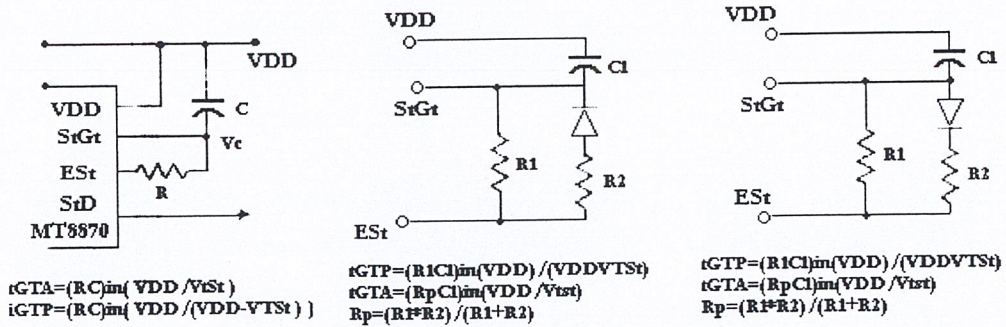 VDD
VDD
C
StGt
Vc
ESt
R
StD
MT8870
tGTA=(RC)in( VDD /VtSt )
iGTP=(RC)in( VDD /(VDD-VTSt ) )
VDD
C1
StGt
R1
R2
ESt
tGTP=(R1C1)in(VDD) /(VDDVTSt)
tGTA=(RpC1)in(VDD /Vtst)
Rp=(R1*R2) /(R1+R2)
VDD
C1
StGt
R1
R2
ESt
tGTP=(R1C1)in(VDD) /(VDDVTSt)
tGTA=(RpC1)in(VDD /Vtst)
Rp=(R1*R2) /(R1+R2)